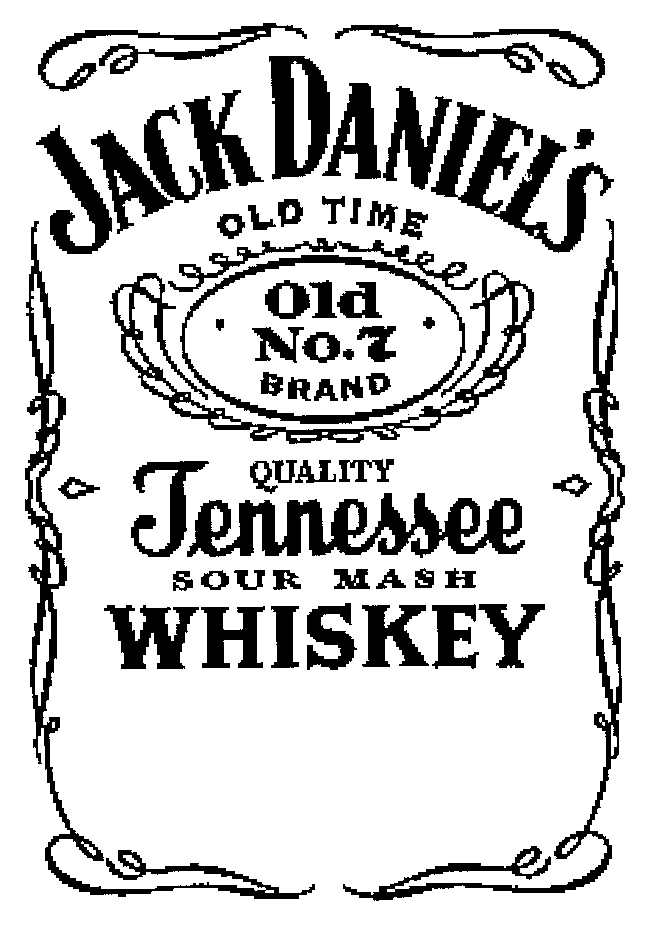 JACK DANIEL'S
OLD TIME
Old
No.7
BRAND
QUALITY
Tennessee
SOUR MASH
WHISKEY